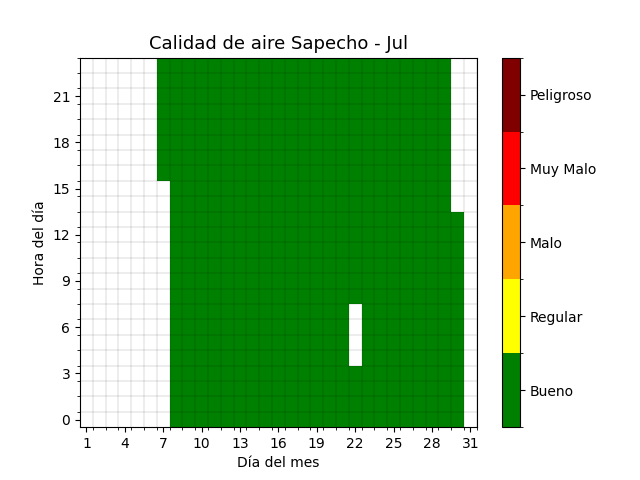 Calidad de aire Sapecho - Jul
Hora del día
21
18
15
12
9
6
3
0
1 4 7 10 13 16 19 22 25 28 31
Día del mes
Peligroso
Muy Malo
Malo
Regular
Bueno